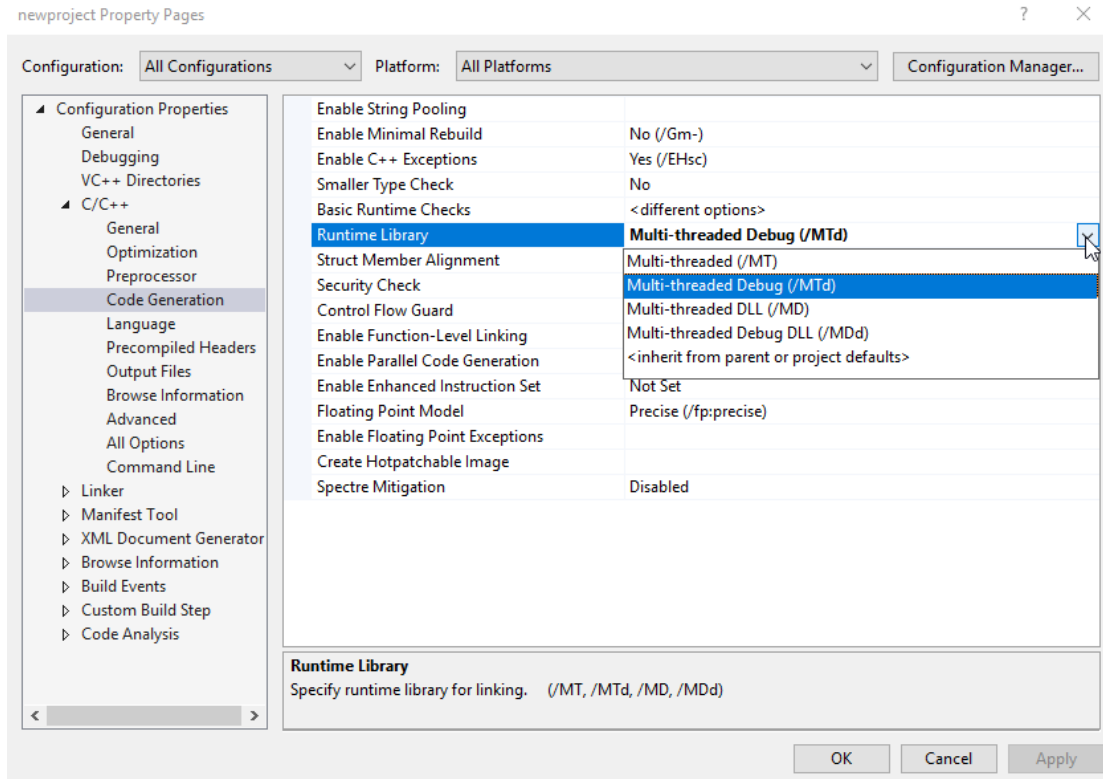 newproject Property Pages
Configuration: All Configurations Platform: All Platforms Configuration Manager...
Configuration Properties
General
Debugging
VC++ Directories
C/C++
General
Optimization
Preprocessor
Code Generation
Language
Precompiled Headers
Output Files
Browse Information
Advanced
All Options
Command Line
Linker
Manifest Tool
XML Document Generator
Browse Information
Build Events
Custom Build Step
Code Analysis
Enable String Pooling
Enable Minimal Rebuild No (/Gm-)
Enable C++ Exceptions Yes (/EHsc)
Smaller Type Check No
Basic Runtime Checks <different options>
Runtime Library Multi-threaded Debug (/MTd)
Struct Member Alignment Multi-threaded (/MT)
Security Check Multi-threaded Debug (/MTd)
Control Flow Guard Multi-threaded DLL (/MD)
Enable Function-Level Linking Multi-threaded Debug DLL (/MDd)
Enable Parallel Code Generation <inherit from parent or project defaults>
Enable Enhanced Instruction Set Not Set
Floating Point Model Precise (/fp:precise)
Enable Floating Point Exceptions
Create Hotpatchable Image
Spectre Mitigation Disabled
Runtime Library
Specify runtime library for linking. (/MT, /MTd, /MD, /MDd)
OK Cancel Apply